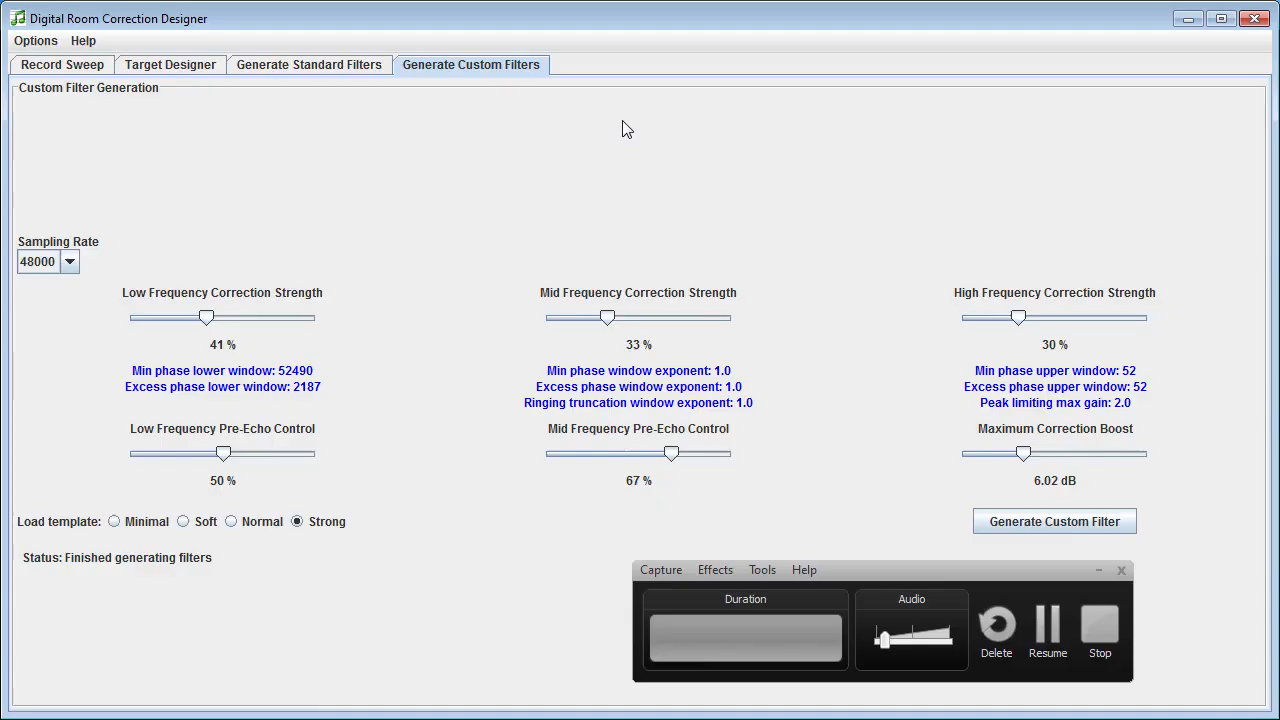 Digital Room Correction Designer
Options Help
Record Sweep Target Designer Generate Standard Filters Generate Custom Filters
Custom Filter Generation
Sampling Rate
48000
Low Frequency Correction Strength Mid Frequency Correction Strength High Frequency Correction Strength
41 % 33 % 30 %
Min phase lower window: 52490 Min phase window exponent: 1.0 Min phase upper window: 52
Excess phase lower window: 2187 Excess phase window exponent: 1.0 Excess phase upper window: 52
Ringing truncation window exponent: 1.0 Peak limiting max gain: 2.0
Low Frequency Pre-Echo Control Mid Frequency Pre-Echo Control Maximum Correction Boost
50 % 67 % 6.02 dB
Load template: Minimal Soft Normal Strong Generate Custom Filter
Status: Finished generating filters
Capture Effects Tools Help
Duration Audio
Delete Resume Stop